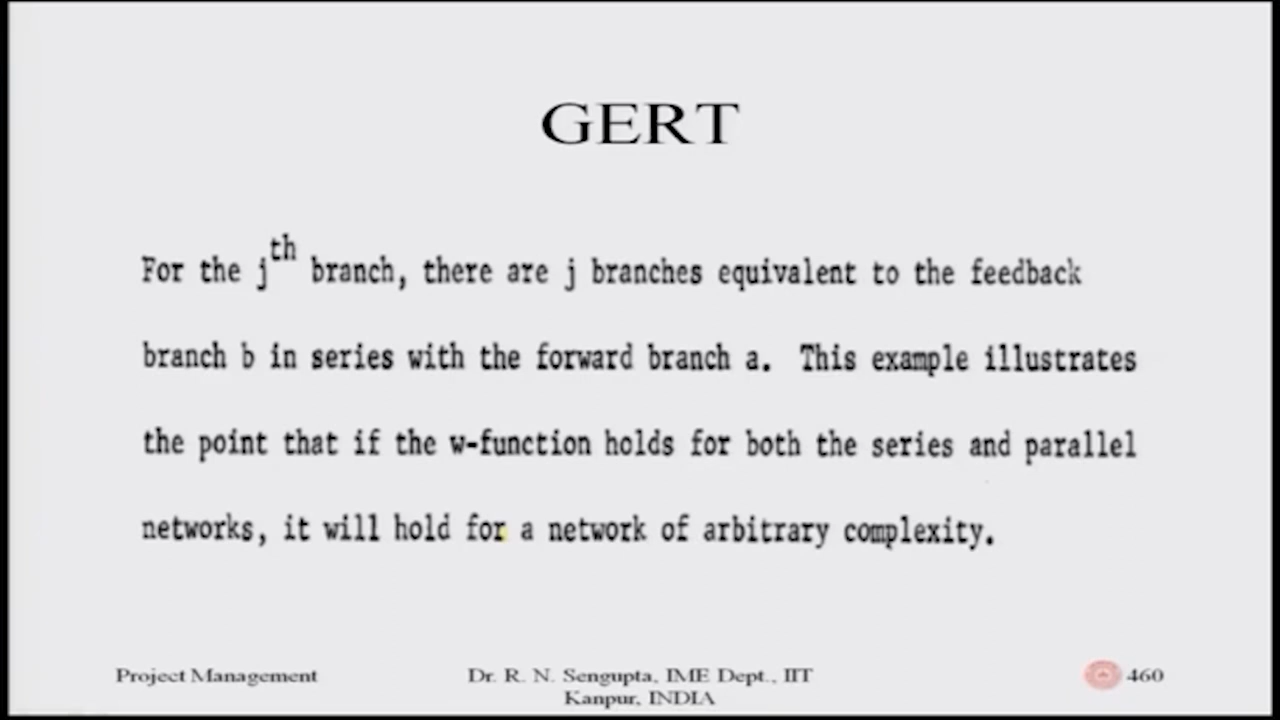 GERT
For the jth branch, there are j branches equivalent to the feedback
branch b in series with the forward branch a. This example illustrates
the point that if the w-function holds for both the series and parallel
networks, it will hold for a network of arbitrary complexity.
Project Management
Dr. R. N. Sengupta, IME Dept., IIT
Kanpur, INDIA
460